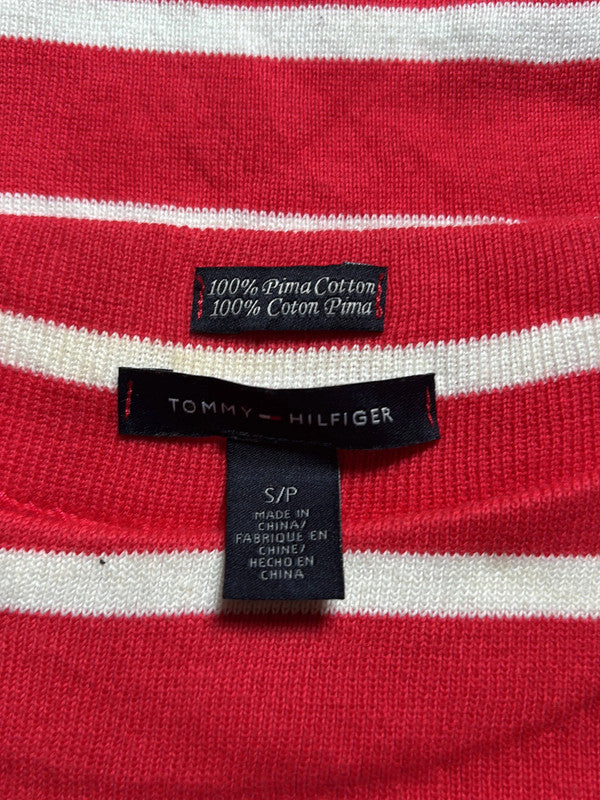 100% Pima Cotton
100% Coton Pima
TOMMY HILFIGER
S/P
MADE IN
CHINA/
FABRIQUE EN
CHINE/
HECHO EN
CHINA